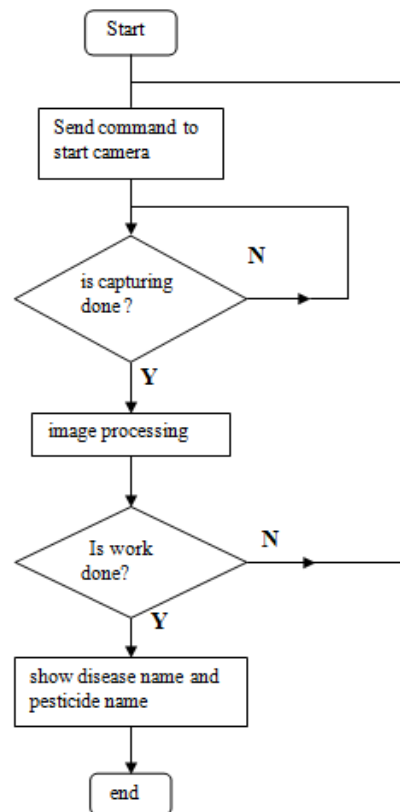 Start
Send command to
start camera
N
is capturing
done ?
Y
image processing
Is work
done?
N
Y
show disease name and
pesticide name
end